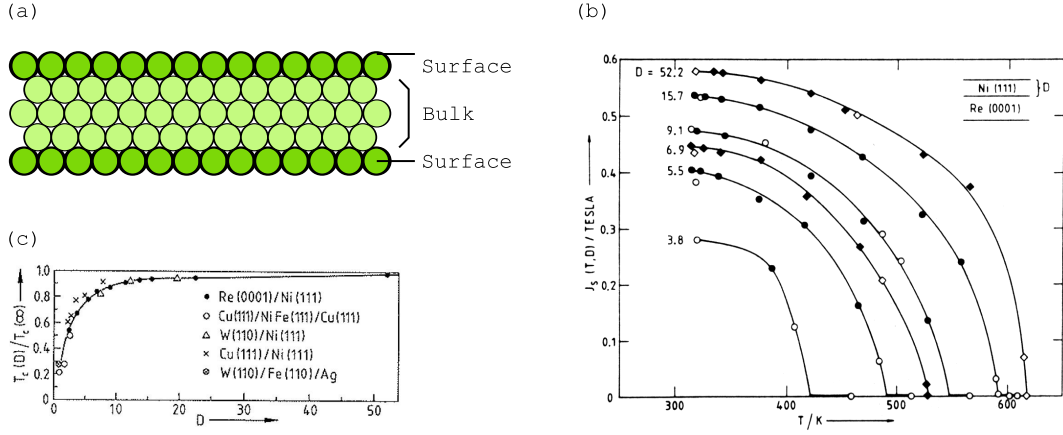 (a)
Surface
Bulk
Surface
(b)
0.6
0.5
0.4
0.3
0.2
0.1
0
J_S (T,D) / TESLA
D = 52.2
15.7
9.1
6.9
5.5
3.8
Ni (111)
} D
Re (0001)
300
400
500
600
T/K
(c)
1.0
0.8
0.6
0.4
0.2
0
T_c (D) / T_c (∞)
Re(0001)/Ni(111)
Cu(111)/NiFe(111)/Cu(111)
W(110)/Ni(111)
Cu(111)/Ni(111)
W(110)/Fe(110)/Ag
0
10
20
30
40
50
D